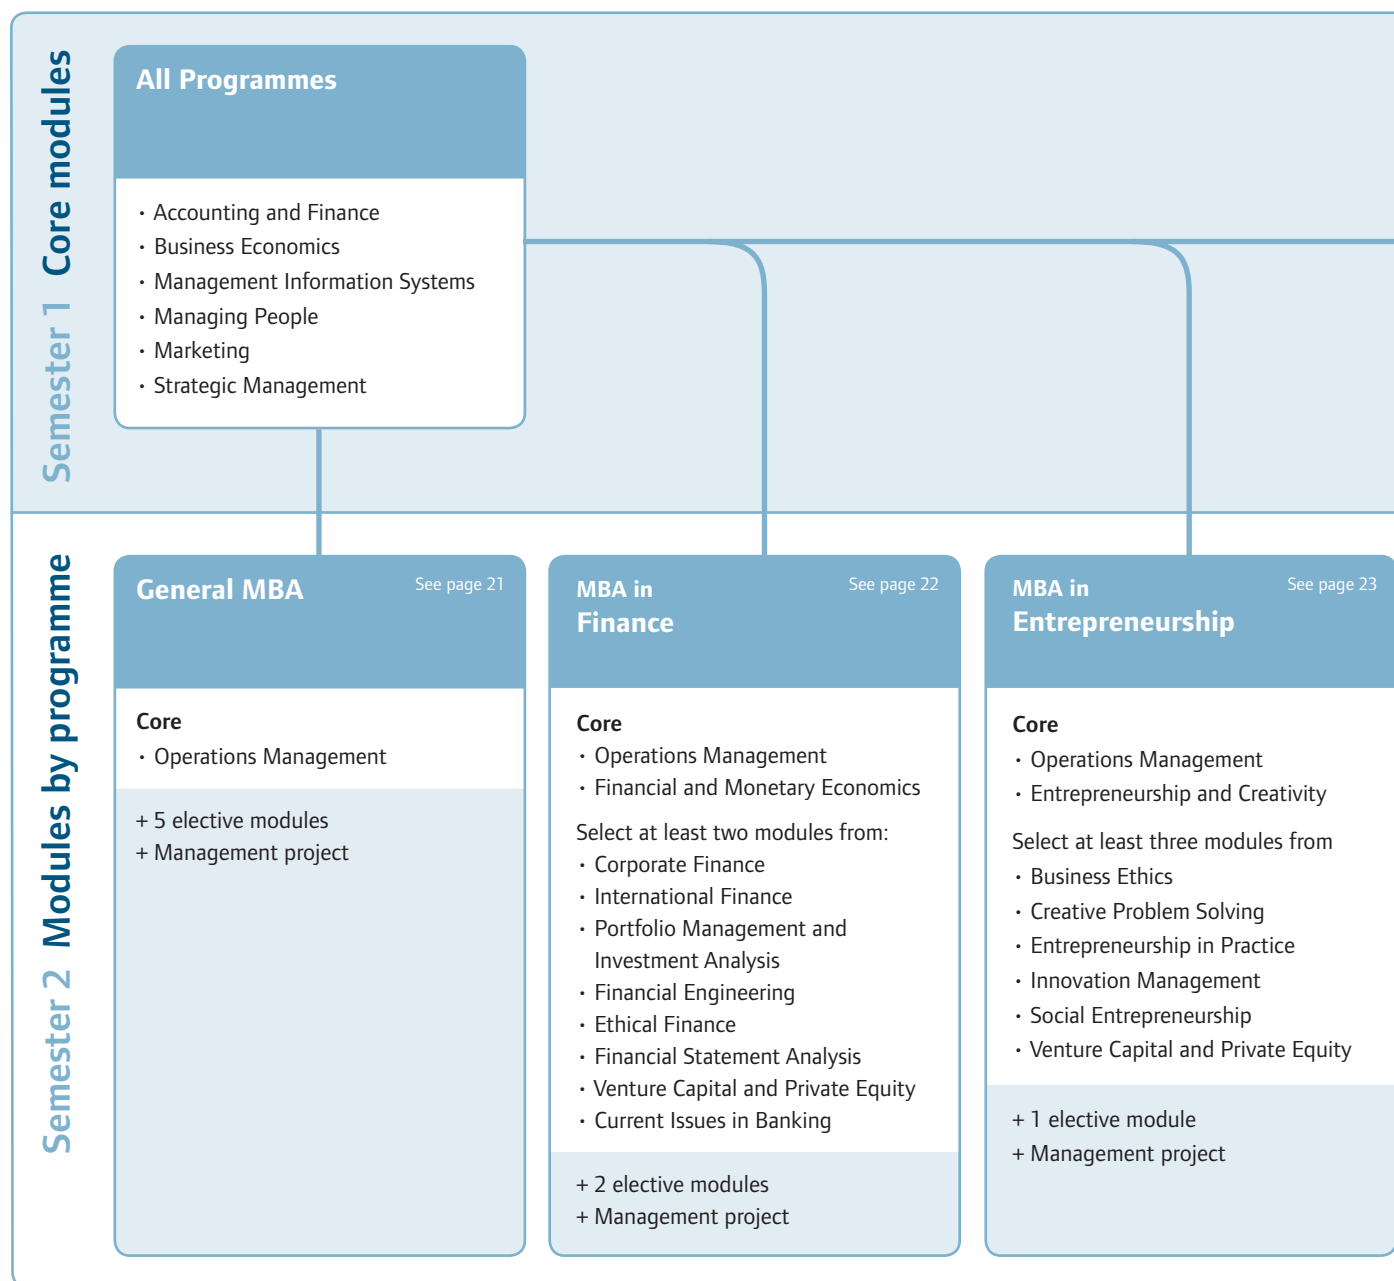 Semester 1 Core modules
All Programmes
· Accounting and Finance
· Business Economics
· Management Information Systems
· Managing People
· Marketing
· Strategic Management
Semester 2 Modules by programme
General MBA See page 21
Core
· Operations Management
+ 5 elective modules
+ Management project
MBA in See page 22
Finance
Core
· Operations Management
· Financial and Monetary Economics
Select at least two modules from:
· Corporate Finance
· International Finance
· Portfolio Management and
Investment Analysis
· Financial Engineering
· Ethical Finance
· Financial Statement Analysis
· Venture Capital and Private Equity
· Current Issues in Banking
+ 2 elective modules
+ Management project
MBA in See page 23
Entrepreneurship
Core
· Operations Management
· Entrepreneurship and Creativity
Select at least three modules from
· Business Ethics
· Creative Problem Solving
· Entrepreneurship in Practice
· Innovation Management
· Social Entrepreneurship
· Venture Capital and Private Equity
+ 1 elective module
+ Management project